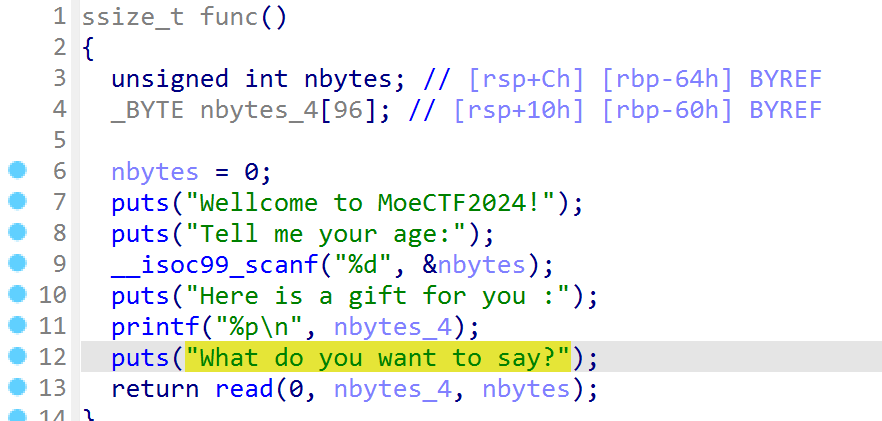 1 ssize_t func()
2 {
3 unsigned int nbytes; // [rsp+Ch] [rbp-64h] BYREF
4 _BYTE nbytes_4[96]; // [rsp+10h] [rbp-60h] BYREF
5
6 nbytes = 0;
7 puts("Wellcome to MoeCTF2024!");
8 puts("Tell me your age:");
9 __isoc99_scanf("%d", &nbytes);
10 puts("Here is a gift for you :");
11 printf("%p\n", nbytes_4);
12 puts("What do you want to say?");
13 return read(0, nbytes_4, nbytes);
14 }